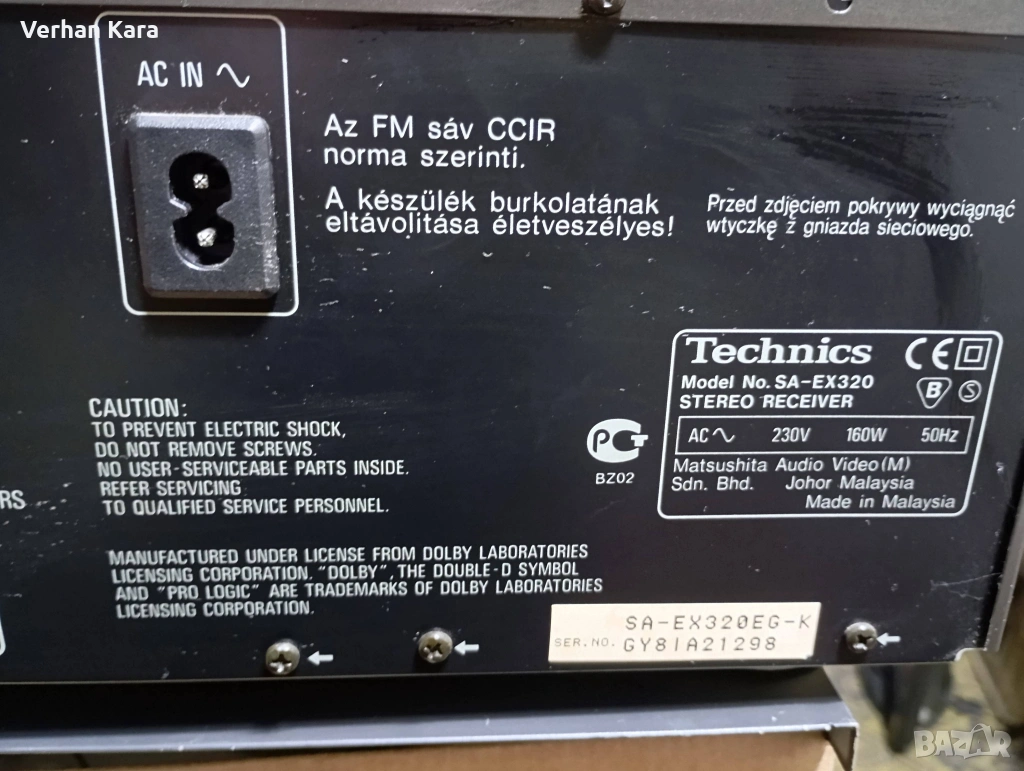 Verhan Kara
AC IN
Az FM sáv CCIR
norma szerinti.
A készülék burkolatának
eltávolitása életveszélyes!
Przed zdjęciem pokrywy wyciągnąć
wtyczkę z gniazda sieciowego.
Technics CE
Model No. SA-EX320
STEREO RECEIVER
B S
AC 230V 160W 50Hz
Matsushita Audio Video (M)
Sdn. Bhd. Johor Malaysia
Made in Malaysia
BZ02
CAUTION:
TO PREVENT ELECTRIC SHOCK,
DO NOT REMOVE SCREWS.
NO USER-SERVICEABLE PARTS INSIDE.
REFER SERVICING
TO QUALIFIED SERVICE PERSONNEL.
RS
MANUFACTURED UNDER LICENSE FROM DOLBY LABORATORIES
LICENSING CORPORATION. "DOLBY", THE DOUBLE-D SYMBOL
AND "PRO LOGIC" ARE TRADEMARKS OF DOLBY LABORATORIES
LICENSING CORPORATION.
SA-EX320EG-K
SER.NO. GY8IA21298
BAZAR